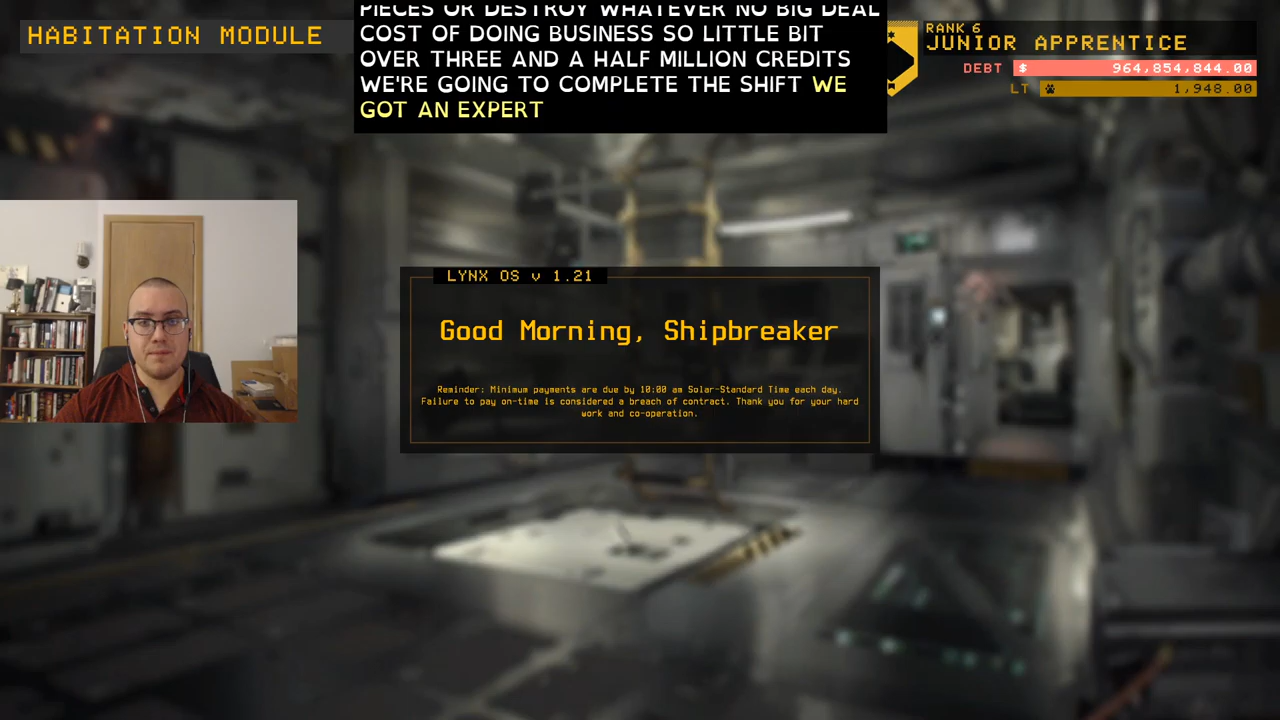 HABITATION MODULE
PIECES OR DESTROY WHATEVER NO BIG DEAL
COST OF DOING BUSINESS SO LITTLE BIT
OVER THREE AND A HALF MILLION CREDITS
WE'RE GOING TO COMPLETE THE SHIFT WE
GOT AN EXPERT
RANK 6
JUNIOR APPRENTICE
DEBT $ 964,854,844.00
LT 1,948.00
LYNX OS v 1.21
Good Morning, Shipbreaker
Reminder: Minimum payments are due by 10:00 am Solar-Standard Time each day.
Failure to pay on-time is considered a breach of contract. Thank you for your hard
work and co-operation.